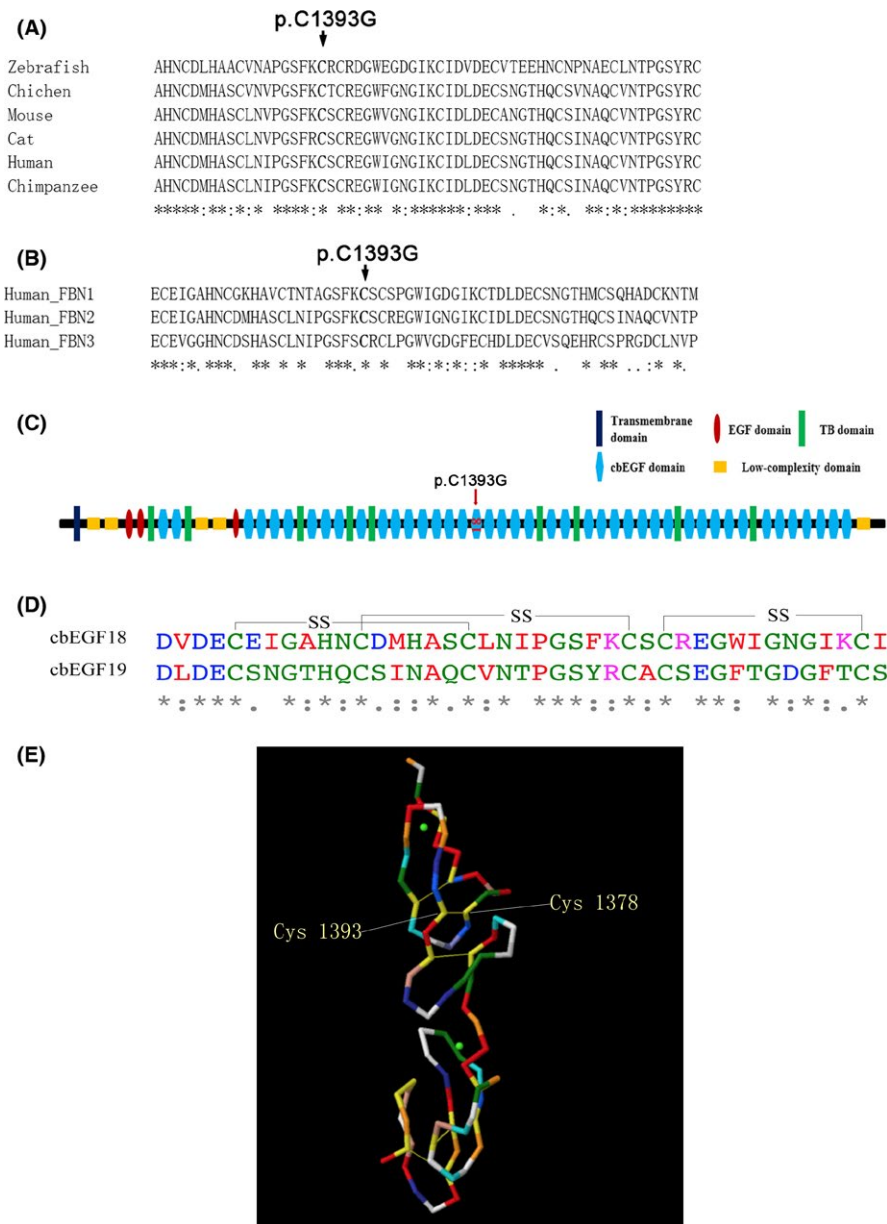 (A)
p.C1393G
Zebrafish AHNCDLHAACVNAPGSFKCRCRDGWEGDGIKCIDVDECVTEEHNCNPNAECLNTPGSYRC
Chichen AHNCDMHASCVNVPGSFKCTCREGWFGNGIKCIDLDECSNGTHQCSVNAQCVNTPGSYRC
Mouse AHNCDMHASCLNVPGSFKCSCREGWVGNGIKCIDLDECANGTHQCSINAQCVNTPGSYRC
Cat AHNCDMHASCLNVPGSFRCSCREGWVGNGIKCIDLDECSNGTHQCSINAQCVNTPGSYRC
Human AHNCDMHASCLNIPGSFKCSCREGWIGNGIKCIDLDECSNGTHQCSINAQCVNTPGSYRC
Chimpanzee AHNCDMHASCLNIPGSFKCSCREGWIGNGIKCIDLDECSNGTHQCSINAQCVNTPGSYRC
*****:**:*:* ****:* **:** *:******:*** . *:*. **:*:********
(B)
p.C1393G
Human_FBN1 ECEIGAHNCGKHAVCTNTAGSFKCSCSPGWIGDGIKCTDLDECSNGTHMCSQHADCKNTM
Human_FBN2 ECEIGAHNCDMHASCLNIPGSFKCSCREGWIGNGIKCIDLDECSNGTHQCSINAQCVNTP
Human_FBN3 ECEVGGHNCDSHASCLNIPGSFSCRCLPGWVGDGFECHDLDECVSQEHRCSPRGDCLNVP
***:*.***. ** * * *** * * **:*:*::* ***** . * ** ..:* *.
(C)
Transmembrane domain
EGF domain
TB domain
cbEGF domain
Low-complexity domain
p.C1393G
(D)
SS SS SS
cbEGF18 DVDECEIGAHNCDMHASCLNIPGSFKCSCREGWIGNGIKCI
cbEGF19 DLDECSNGTHQCSINAQCVNTPGSYRCACSEGFTGDGFTCS
*:***. *:*:*.:*.*:* ***::*:* **: *:*:.*:
(E)
Cys 1393
Cys 1378